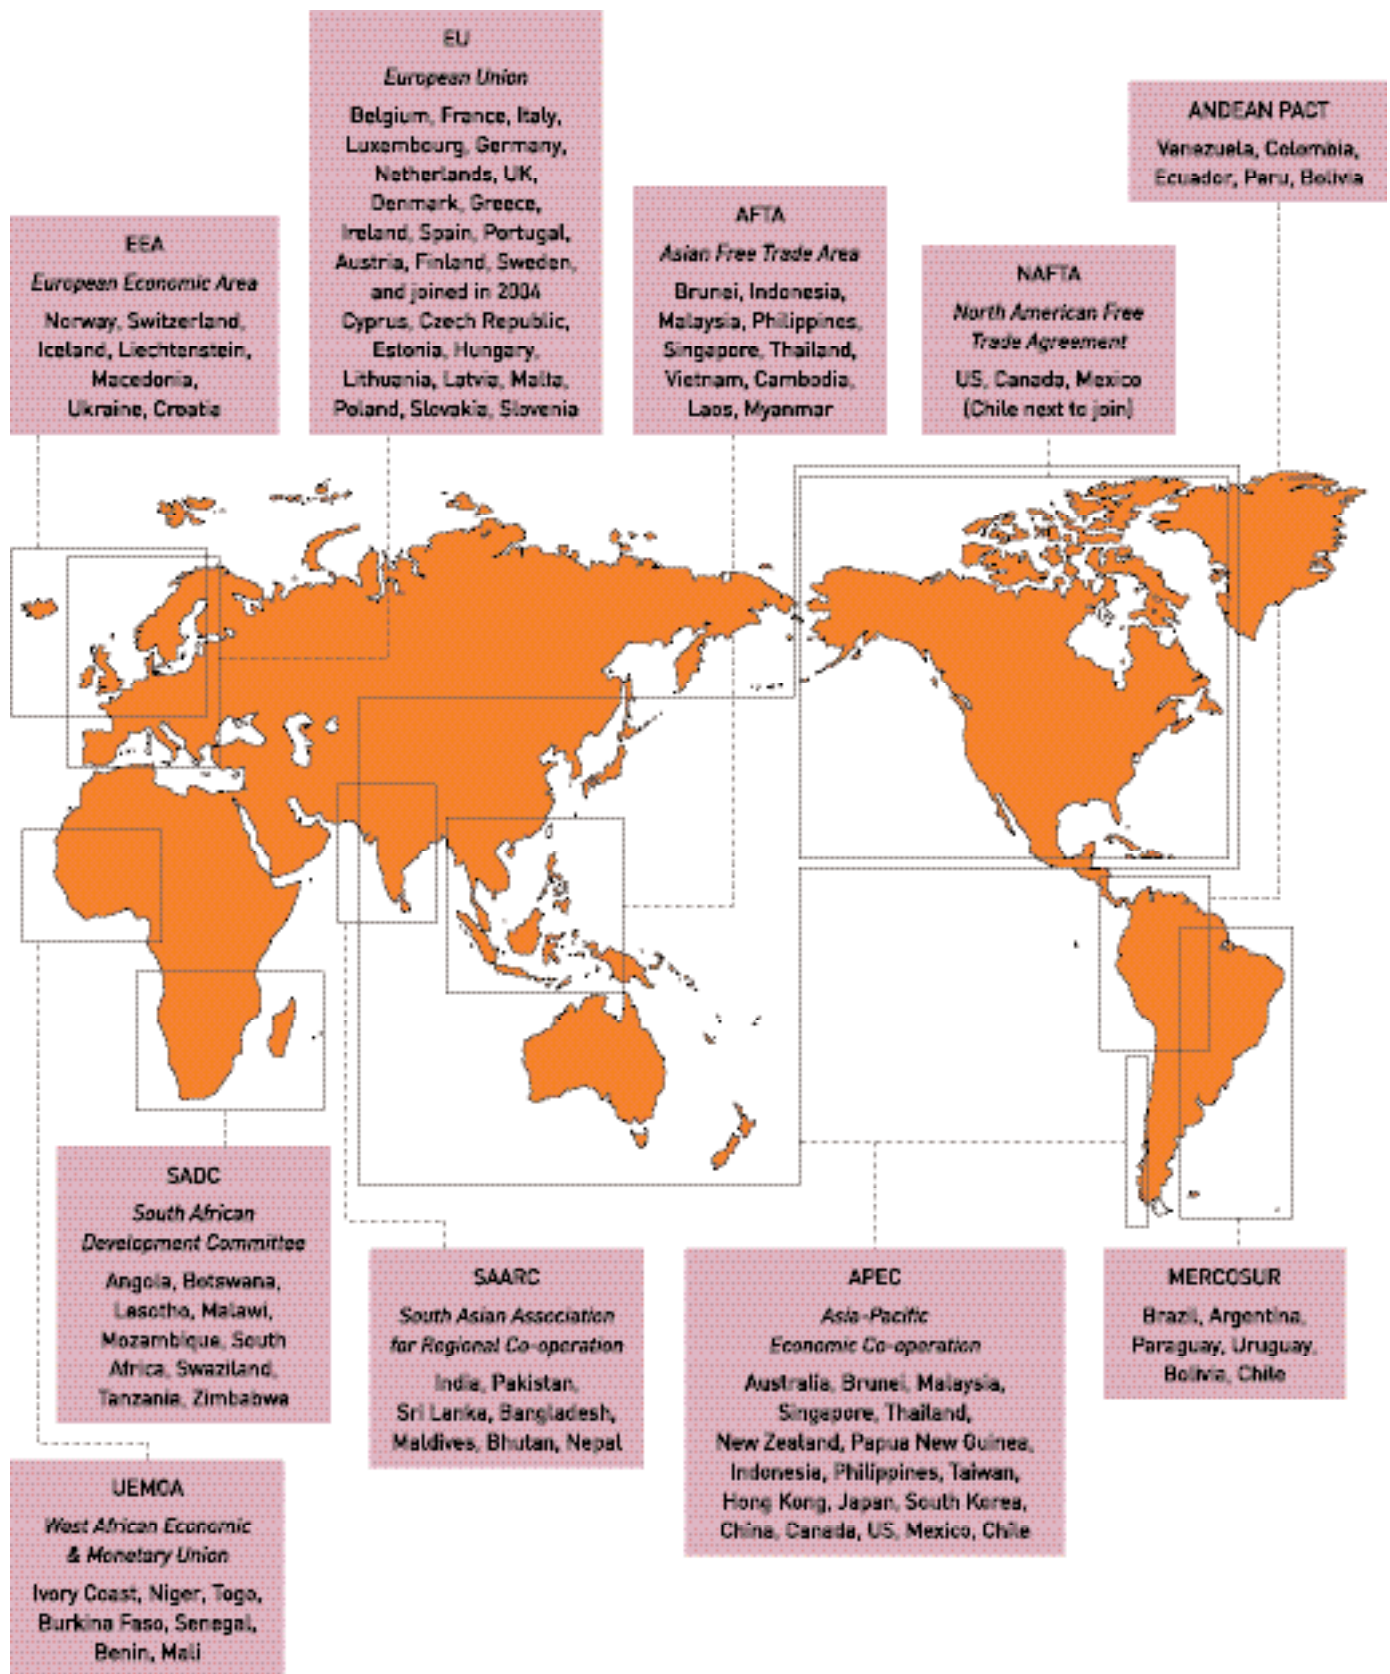 EU
European Union
Belgium, France, Italy,
Luxembourg, Germany,
Netherlands, UK,
Denmark, Greece,
Ireland, Spain, Portugal,
Austria, Finland, Sweden,
and joined in 2004
Cyprus, Czech Republic,
Estonia, Hungary,
Lithuania, Latvia, Malta,
Poland, Slovakia, Slovenia
ANDEAN PACT
Venezuela, Colombia,
Ecuador, Peru, Bolivia
AFTA
Asian Free Trade Area
Brunei, Indonesia,
Malaysia, Philippines,
Singapore, Thailand,
Vietnam, Cambodia,
Laos, Myanmar
EEA
European Economic Area
Norway, Switzerland,
Iceland, Liechtenstein,
Macedonia,
Ukraine, Croatia
NAFTA
North American Free
Trade Agreement
US, Canada, Mexico
(Chile next to join)
SADC
South African
Development Committee
Angola, Botswana,
Lesotho, Malawi,
Mozambique, South
Africa, Swaziland,
Tanzania, Zimbabwe
SAARC
South Asian Association
for Regional Co-operation
India, Pakistan,
Sri Lanka, Bangladesh,
Maldives, Bhutan, Nepal
APEC
Asia-Pacific
Economic Co-operation
Australia, Brunei, Malaysia,
Singapore, Thailand,
New Zealand, Papua New Guinea,
Indonesia, Philippines, Taiwan,
Hong Kong, Japan, South Korea,
China, Canada, US, Mexico, Chile
MERCOSUR
Brazil, Argentina,
Paraguay, Uruguay,
Bolivia, Chile
UEMOA
West African Economic
& Monetary Union
Ivory Coast, Niger, Togo,
Burkina Faso, Senegal,
Benin, Mali